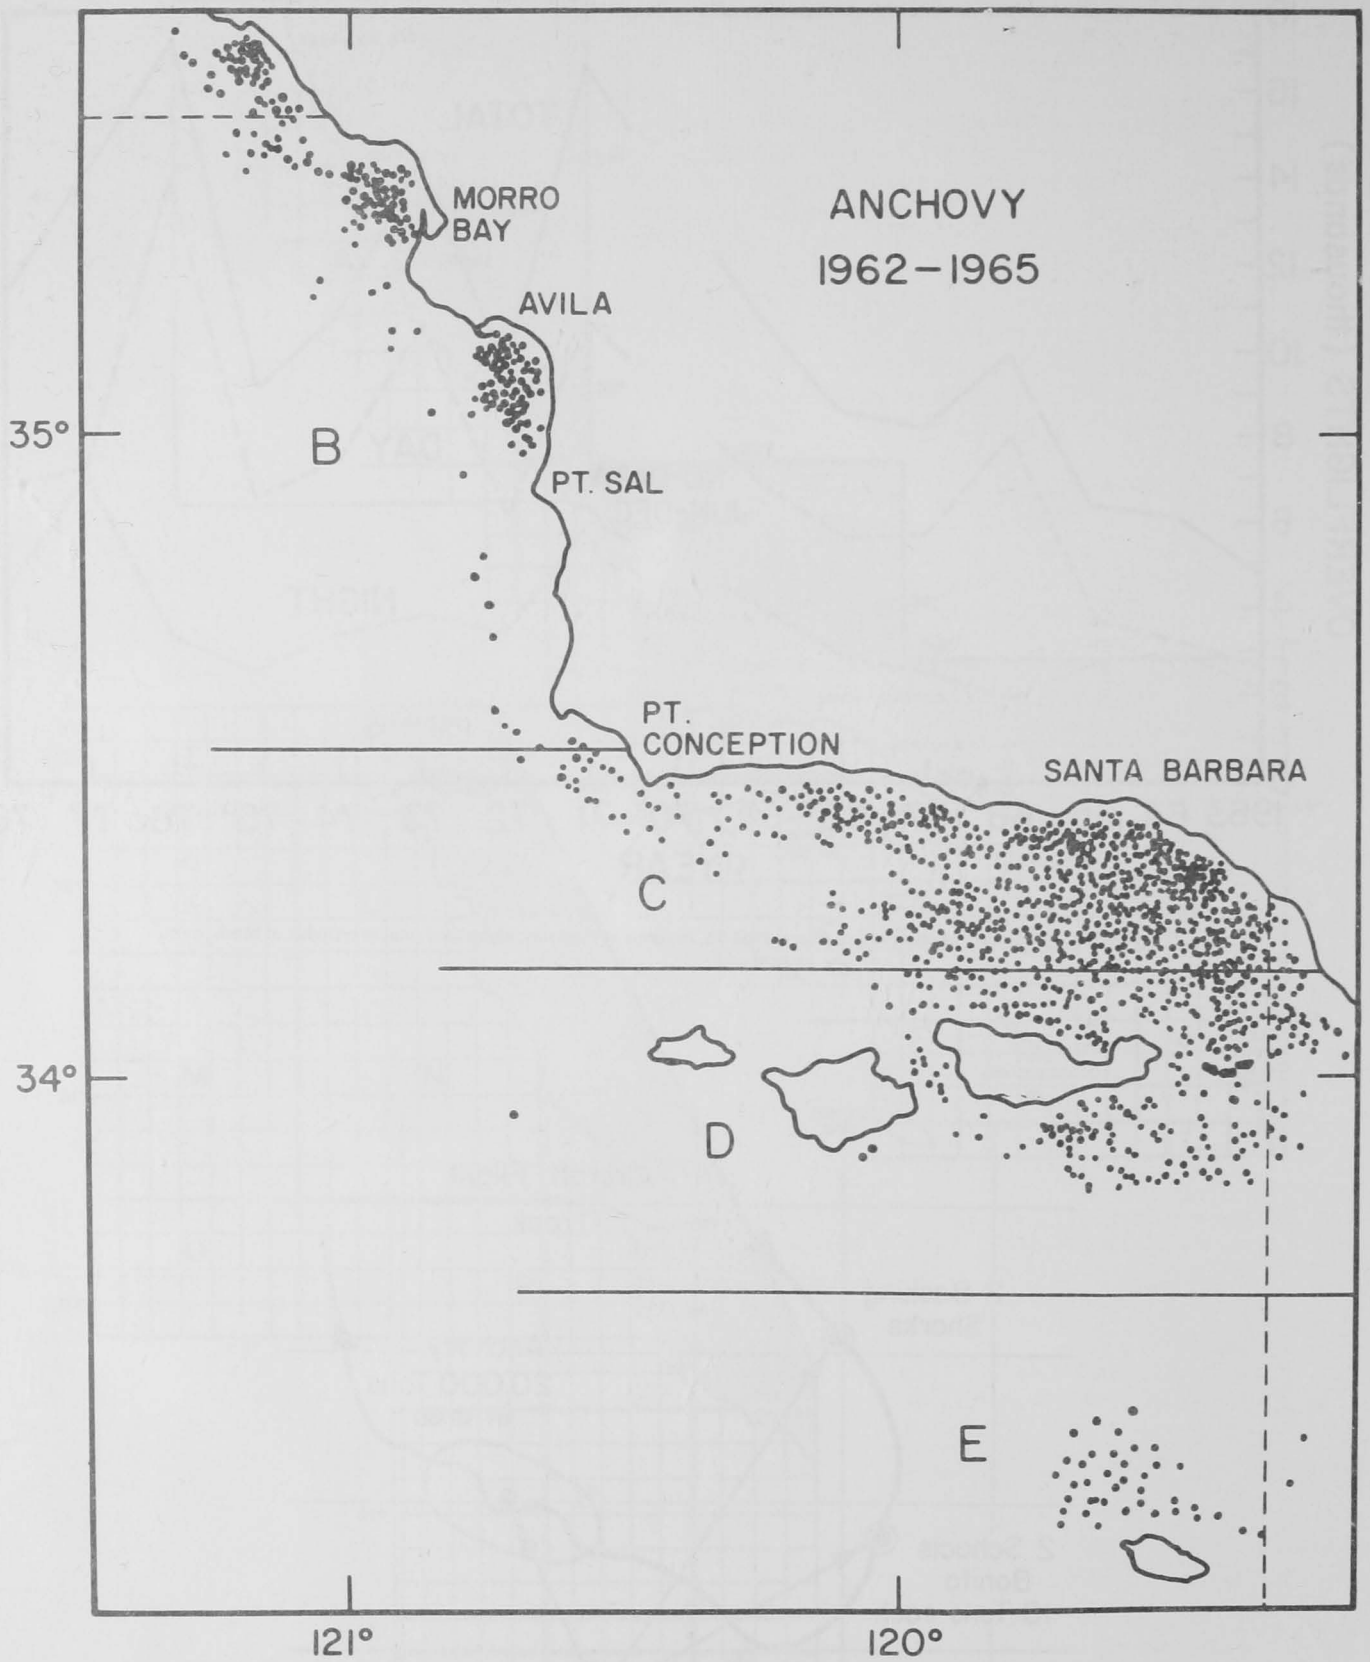 MORRO
BAY
ANCHOVY
1962-1965
AVILA
35°
B
PT. SAL
PT.
CONCEPTION
SANTA BARBARA
C
34°
D
E
121°
120°